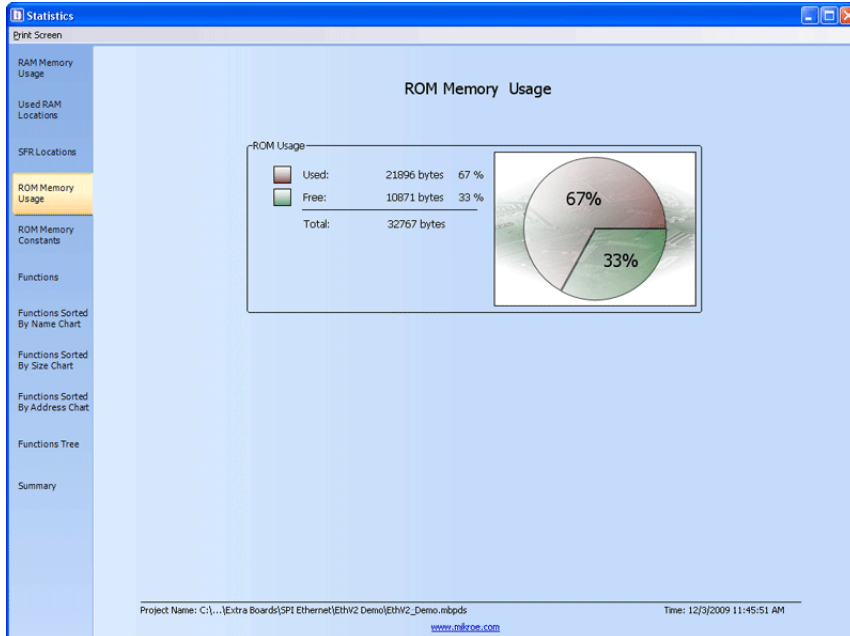 Statistics
Print Screen
RAM Memory
Usage
Used RAM
Locations
SFR Locations
ROM Memory
Usage
ROM Memory
Constants
Functions
Functions Sorted
By Name Chart
Functions Sorted
By Size Chart
Functions Sorted
By Address Chart
Functions Tree
Summary
ROM Memory Usage
ROM Usage
Used: 21896 bytes 67 %
Free: 10871 bytes 33 %
Total: 32767 bytes
67%
33%
Project Name: C:\...\Extra Boards\SPI Ethernet\EthV2 Demo\EthV2_Demo.mbpds Time: 12/3/2009 11:45:51 AM
www.mikroe.com